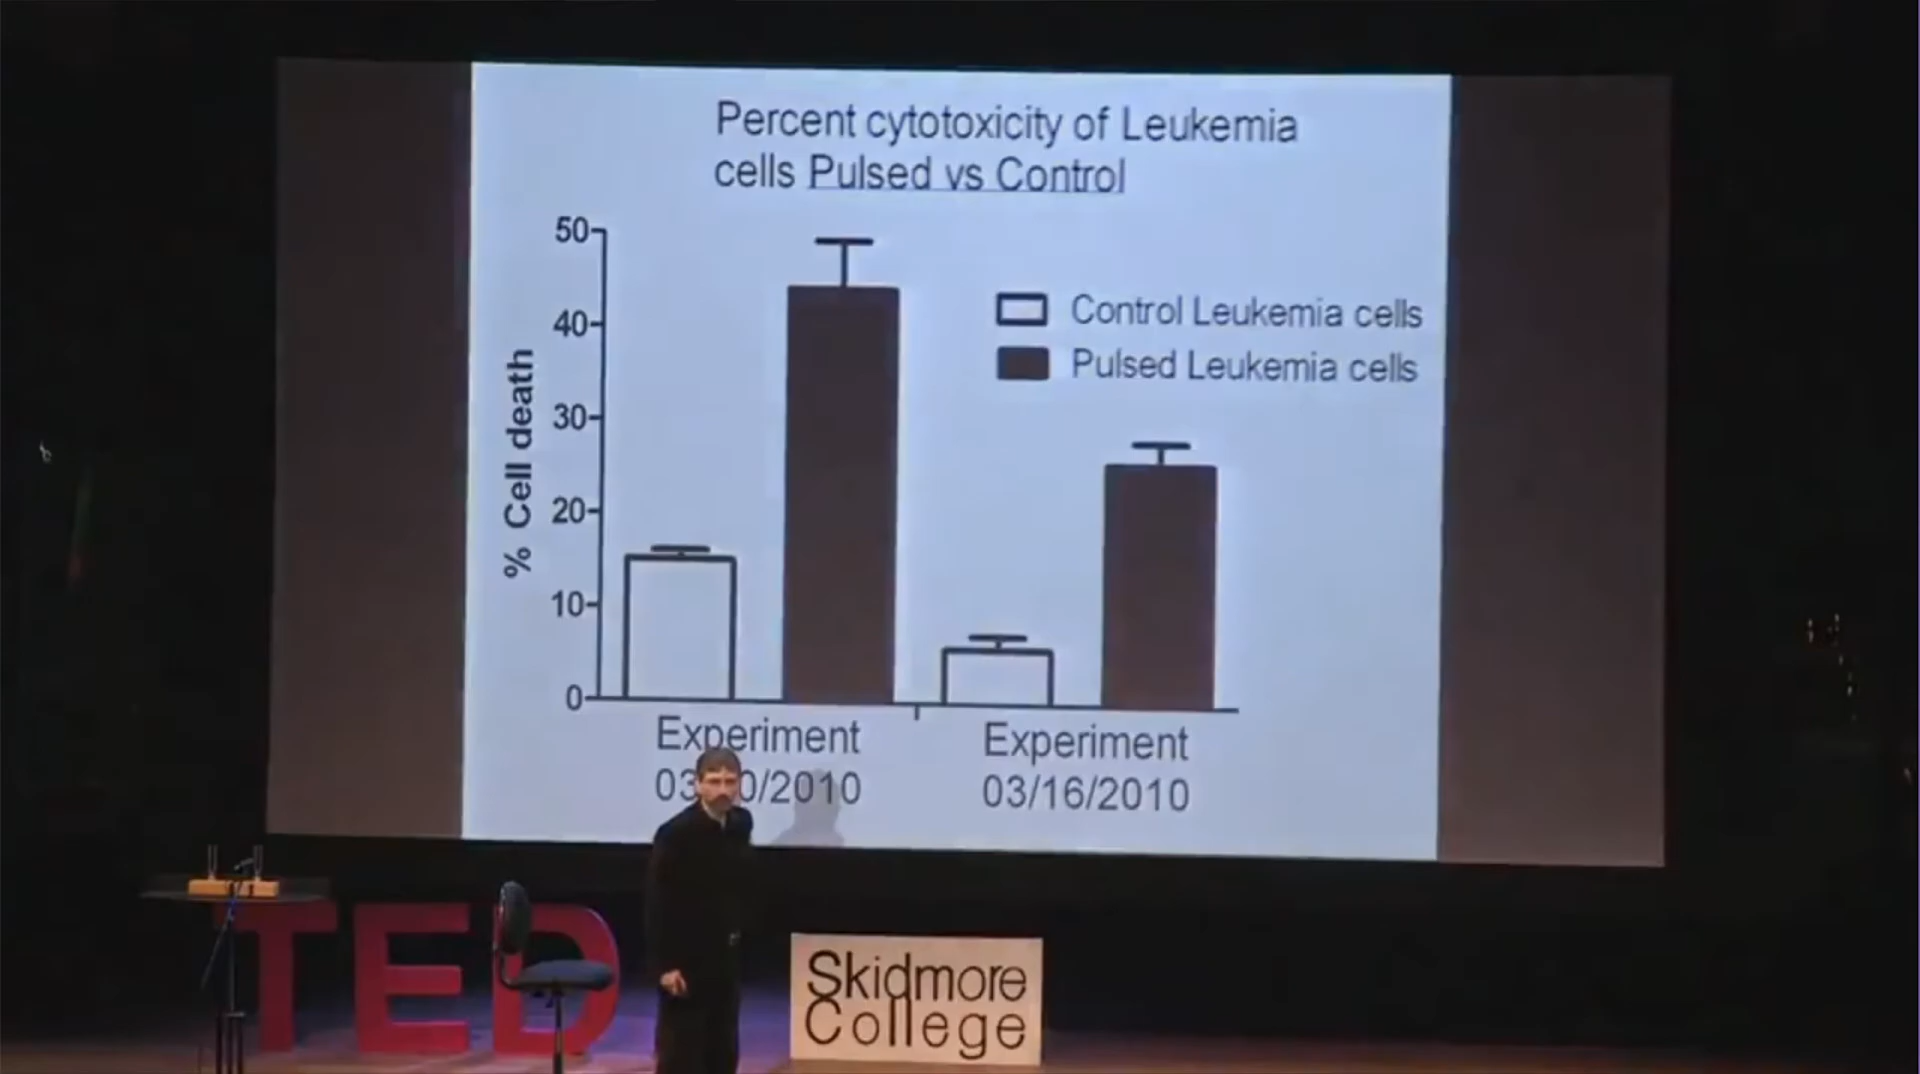 Percent cytotoxicity of Leukemia
cells Pulsed vs Control
50
40
30
20
10
0
% Cell death
Control Leukemia cells
Pulsed Leukemia cells
Experiment
Experiment
03/16/2010
TED
Skidmore
College